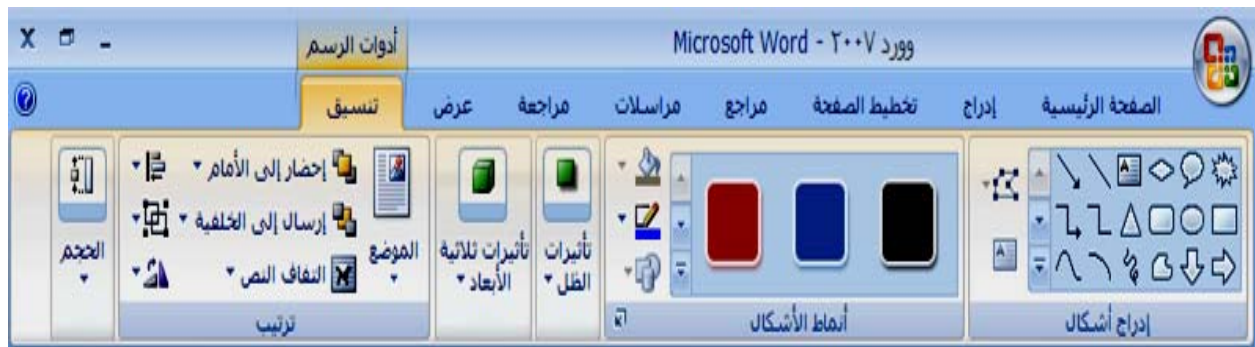 وورد ٢٠٠٧ - Microsoft Word
أدوات الرسم
الصفحة الرئيسية
إدراج
تخطيط الصفحة
مراجع
مراسلات
مراجعة
عرض
تنسيق
إدراج أشكال
أنماط الأشكال
تأثيرات الظل
تأثيرات ثلاثية الأبعاد
الموضع
إحضار إلى الأمام
إرسال إلى الخلفية
التفاف النص
ترتيب
الحجم